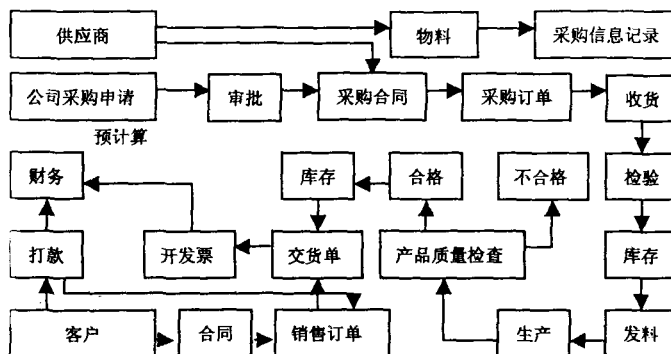 供应商
物料
采购信息记录
公司采购申请
审批
采购合同
采购订单
收货
预计算
财务
库存
合格
不合格
检验
打款
开发票
交货单
产品质量检查
库存
客户
合同
销售订单
生产
发料